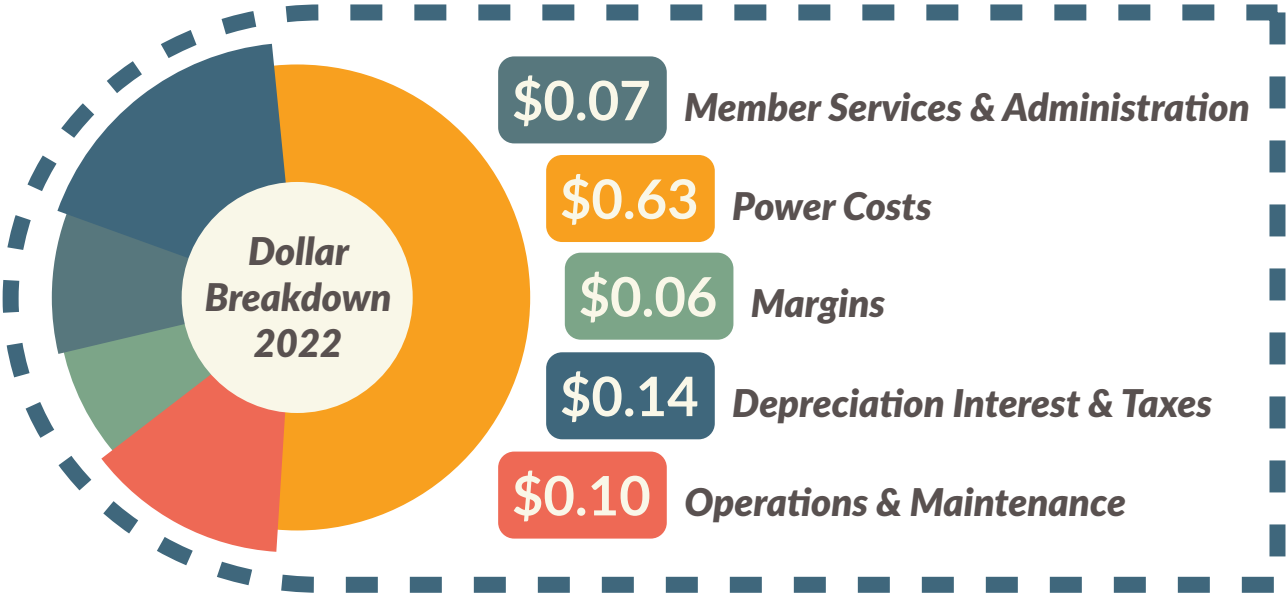 Dollar
Breakdown
2022
$0.07 Member Services & Administration
$0.63 Power Costs
$0.06 Margins
$0.14 Depreciation Interest & Taxes
$0.10 Operations & Maintenance